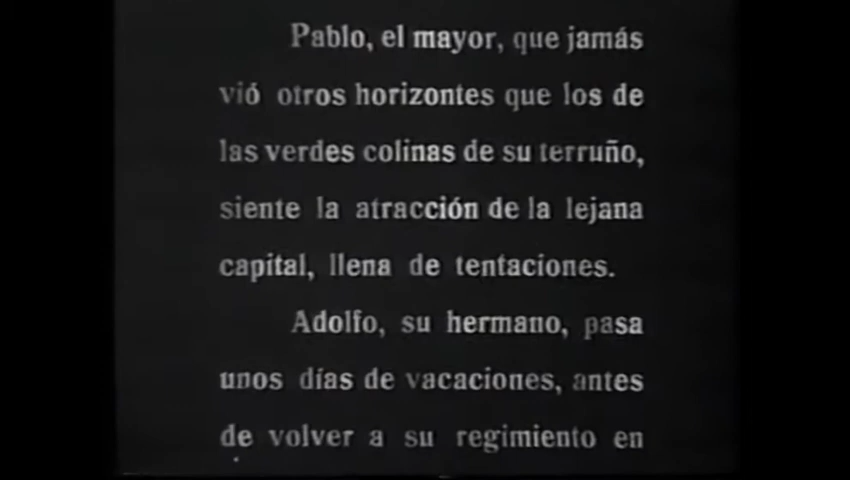 Pablo, el mayor, que jamás
vió otros horizontes que los de
las verdes colinas de su terruño,
siente la atracción de la lejana
capital, llena de tentaciones.
Adolfo, su hermano, pasa
unos días de vacaciones, antes
de volver a su regimiento en